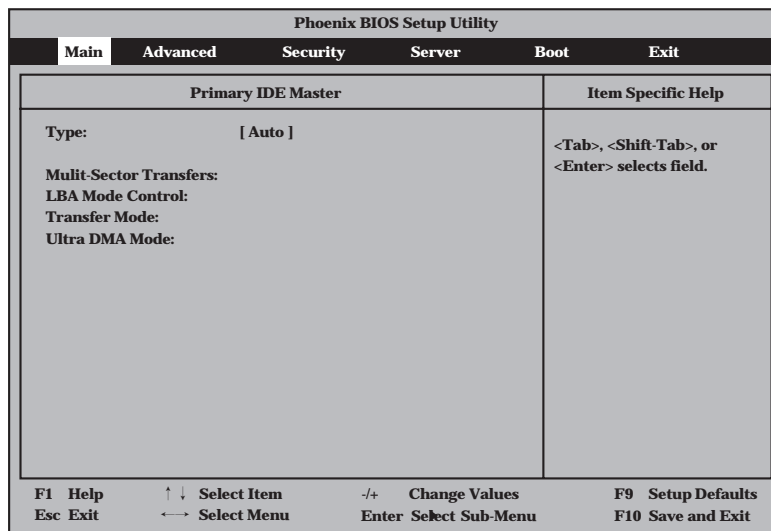 Phoenix BIOS Setup Utility
Main Advanced Security Server Boot Exit
Primary IDE Master
Item Specific Help
Type: [ Auto ]
<Tab>, <Shift-Tab>, or
<Enter> selects field.
Mulit-Sector Transfers:
LBA Mode Control:
Transfer Mode:
Ultra DMA Mode:
F1 Help ↑ ↓ Select Item -/+ Change Values F9 Setup Defaults
Esc Exit ←→ Select Menu Enter Select Sub-Menu F10 Save and Exit